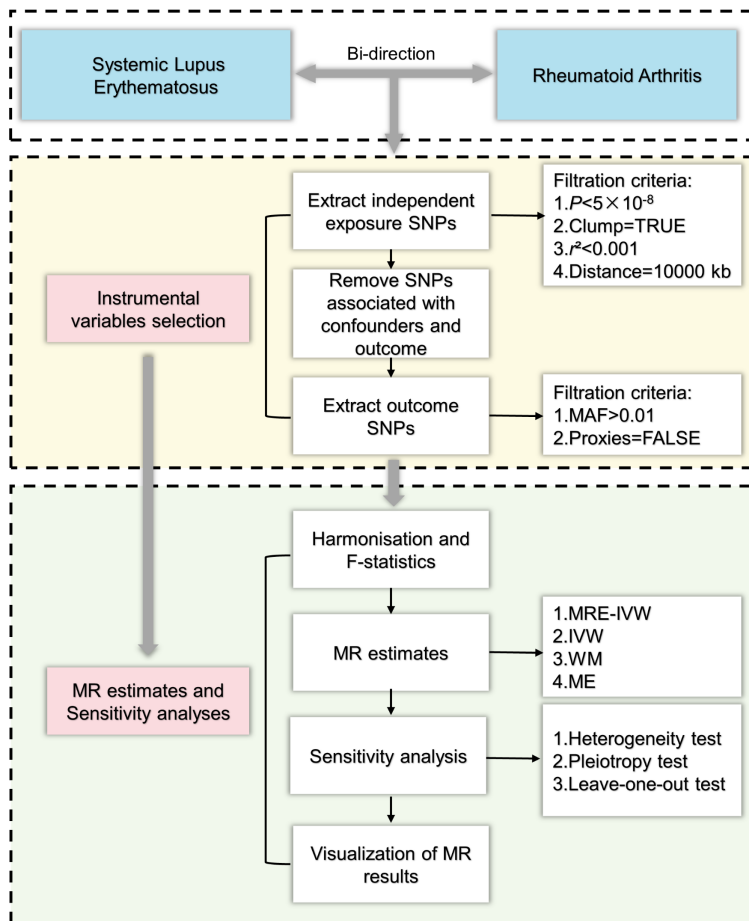 Systemic Lupus
Erythematosus
Bi-direction
Rheumatoid Arthritis
Extract independent
exposure SNPs
Filtration criteria:
1.P<5×10⁻⁸
2.Clump=TRUE
3.r²<0.001
4.Distance=10000 kb
Instrumental
variables selection
Remove SNPs
associated with
confounders and
outcome
Extract outcome
SNPs
Filtration criteria:
1.MAF>0.01
2.Proxies=FALSE
Harmonisation and
F-statistics
MR estimates
1.MRE-IVW
2.IVW
3.WM
4.ME
MR estimates and
Sensitivity analyses
Sensitivity analysis
1.Heterogeneity test
2.Pleiotropy test
3.Leave-one-out test
Visualization of MR
results